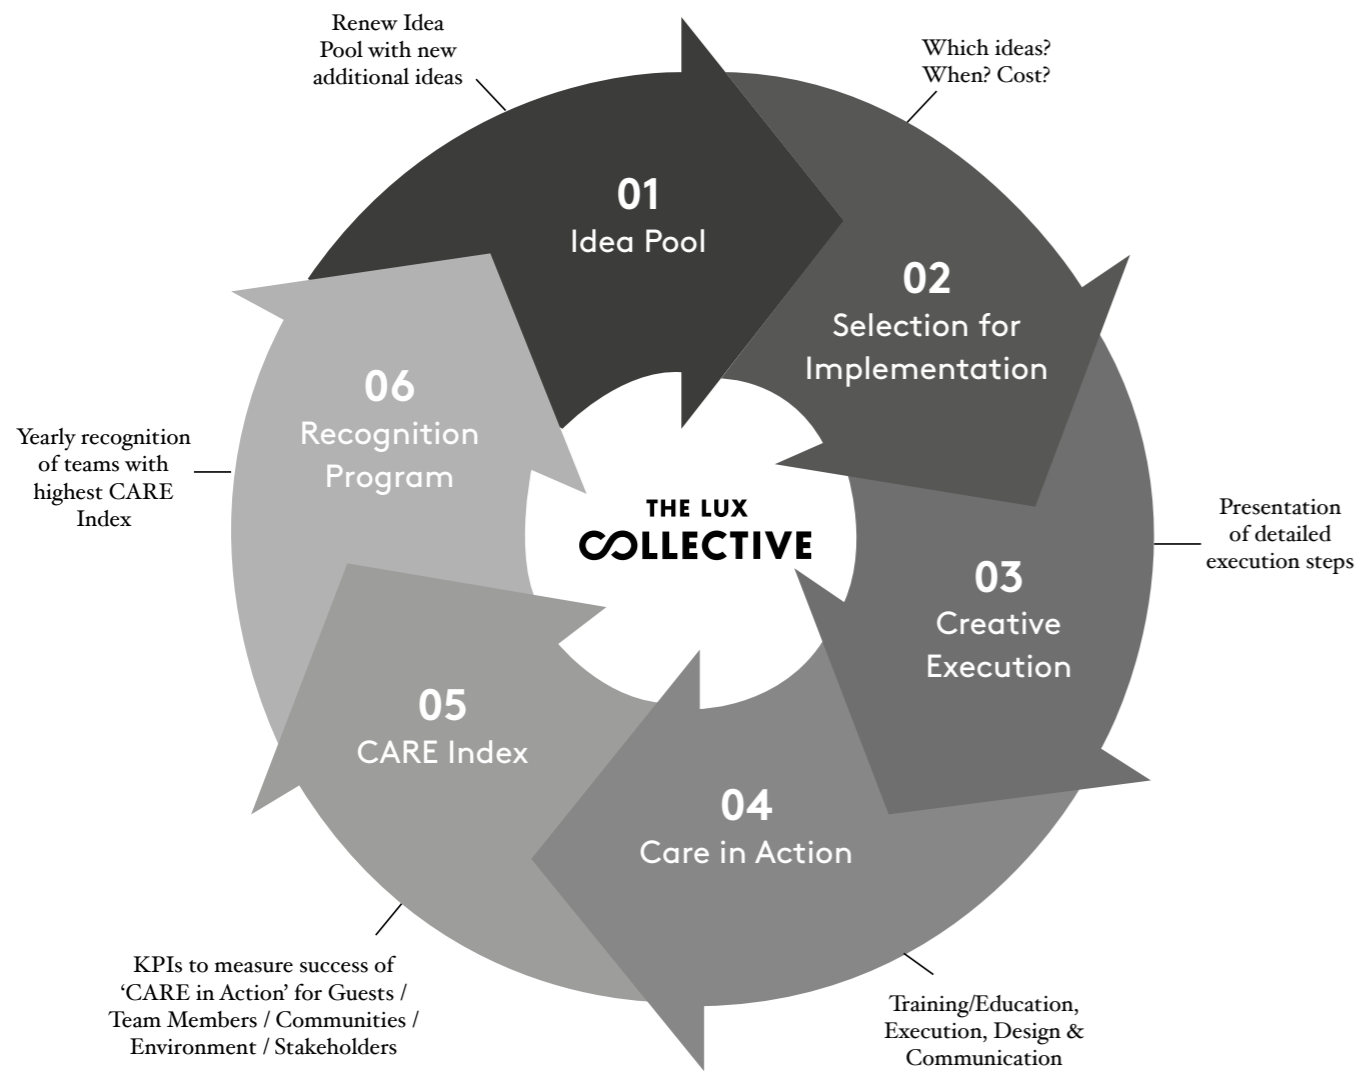 Renew Idea
Pool with new
additional ideas
Which ideas?
When? Cost?
01
Idea Pool
02
Selection for
Implementation
03
Creative
Execution
Presentation
of detailed
execution steps
04
Care in Action
Training/Education,
Execution, Design &
Communication
05
CARE Index
KPIs to measure success of
‘CARE in Action’ for Guests /
Team Members / Communities /
Environment / Stakeholders
06
Recognition
Program
Yearly recognition
of teams with
highest CARE
Index
THE LUX
COLLECTIVE